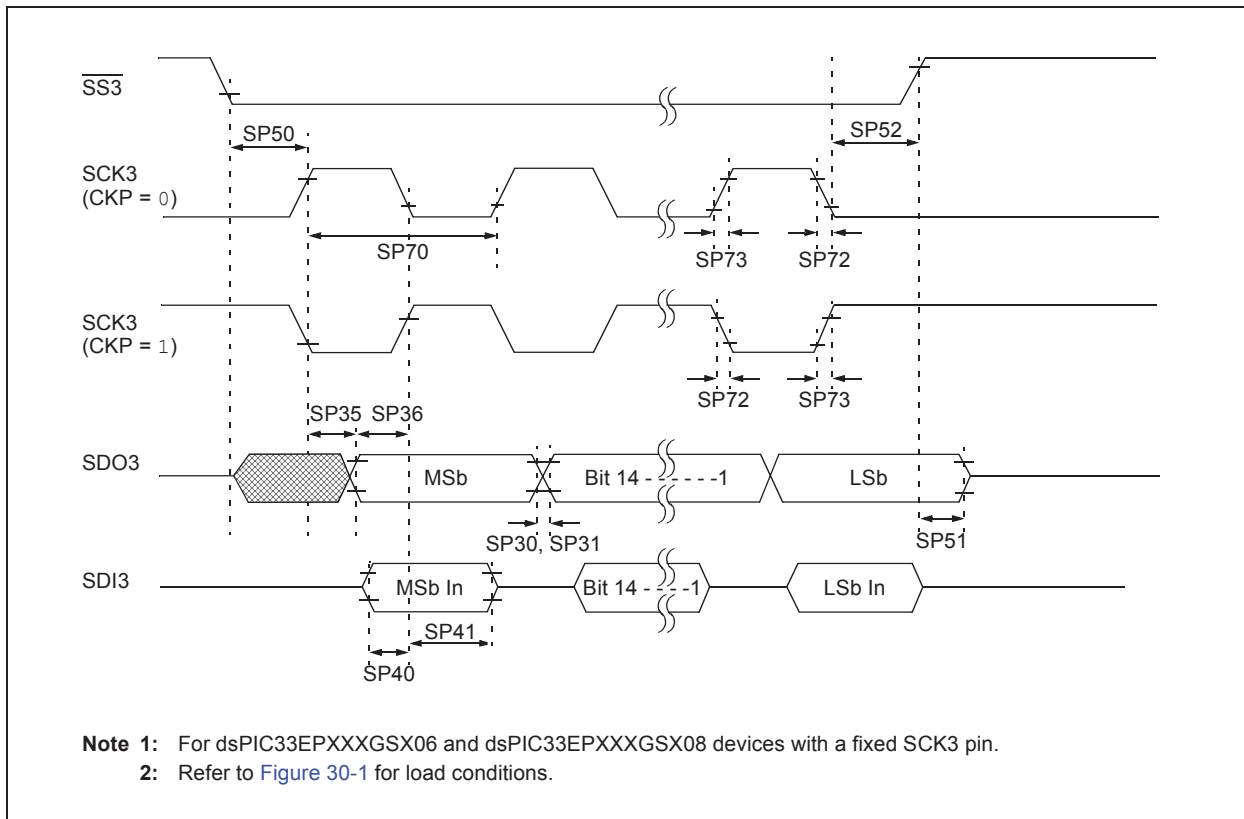 SS3
SP50
SP52
SCK3
(CKP = 0)
SP70
SP73
SP72
SCK3
(CKP = 1)
SP72
SP73
SP35
SP36
SDO3
MSb
Bit 14 - - - - - -1
LSb
SP30, SP31
SP51
SDI3
MSb In
Bit 14 - - - -1
LSb In
SP41
SP40
Note 1: For dsPIC33EPXXXGSX06 and dsPIC33EPXXXGSX08 devices with a fixed SCK3 pin.
2: Refer to Figure 30-1 for load conditions.